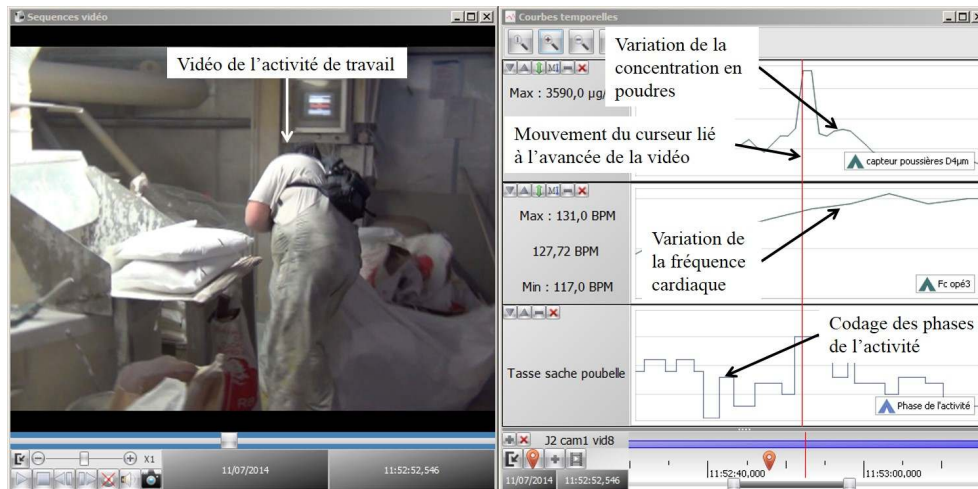 Sequences vidéo
Vidéo de l'activité de travail
X1
11/07/2014
11:52:52,546
Courbes temporelles
Variation de la
concentration en
poudres
Max : 3590,0 µg/
Mouvement du curseur lié
à l'avancée de la vidéo
capteur poussières D4µm
Max : 131,0 BPM
127,72 BPM
Min : 117,0 BPM
Variation de
la fréquence
cardiaque
Fc opé3
Codage des phases
de l'activité
Tasse sache poubelle
Phase de l'activité
J2 cam1 vid8
11:52:40,000
11:53:00,000
11/07/2014
11:52:52,546